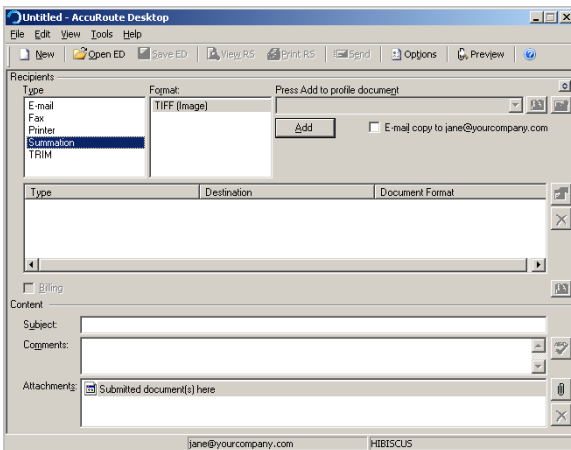 Untitled - AccuRoute Desktop
File Edit View Tools Help
New Open ED Save ED View RS Print RS Send Options Preview
Recipients
Type Format: Press Add to profile document
E-mail TIFF (Image)
Fax
Printer Add E-mail copy to jane@yourcompany.com
Summation
TRIM
Type Destination Document Format
Billing
Content
Subject:
Comments:
Attachments: Submitted document(s) here
jane@yourcompany.com HIBISCUS